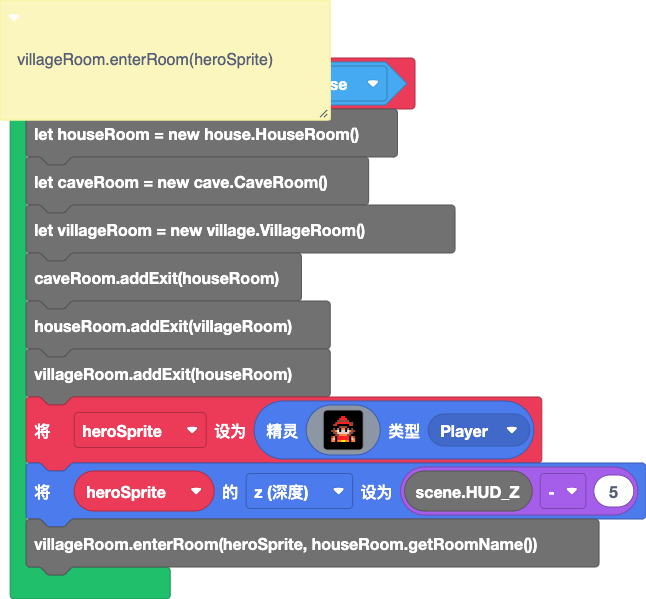 villageRoom.enterRoom(heroSprite)
se
let houseRoom = new house.HouseRoom()
let caveRoom = new cave.CaveRoom()
let villageRoom = new village.VillageRoom()
caveRoom.addExit(houseRoom)
houseRoom.addExit(villageRoom)
villageRoom.addExit(houseRoom)
将 heroSprite 设为 精灵 类型 Player
将 heroSprite 的 z (深度) 设为 scene.HUD_Z - 5
villageRoom.enterRoom(heroSprite, houseRoom.getRoomName())